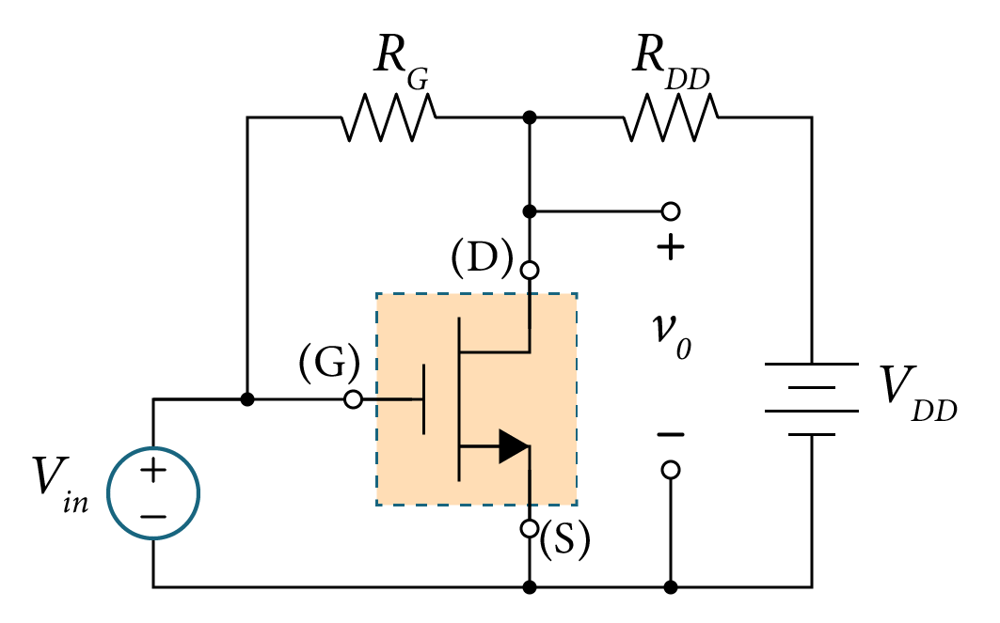 R_G
R_DD
(D)
+
(G)
v_0
V_DD
V_in
+
−
−
(S)